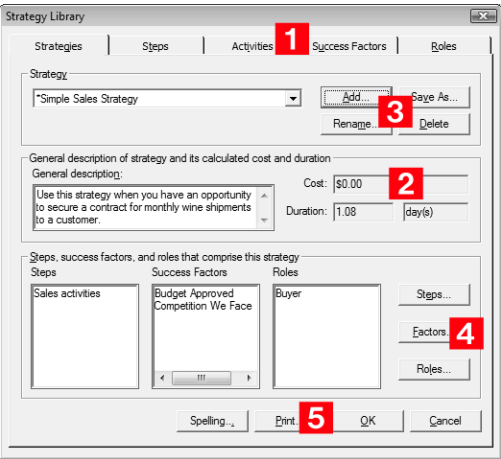 Strategy Library
Strategies Steps Activities 1 Success Factors Roles
Strategy
*Simple Sales Strategy Add... Save As...
3
Rename... Delete
General description of strategy and its calculated cost and duration
General description:
Use this strategy when you have an opportunity
to secure a contract for monthly wine shipments
to a customer.
Cost: $0.00 2
Duration: 1.08 day(s)
Steps, success factors, and roles that comprise this strategy
Steps Success Factors Roles
Sales activities Budget Approved Buyer Steps...
Competition We Face
Factors. 4
Roles...
Spelling... Print. 5 OK Cancel